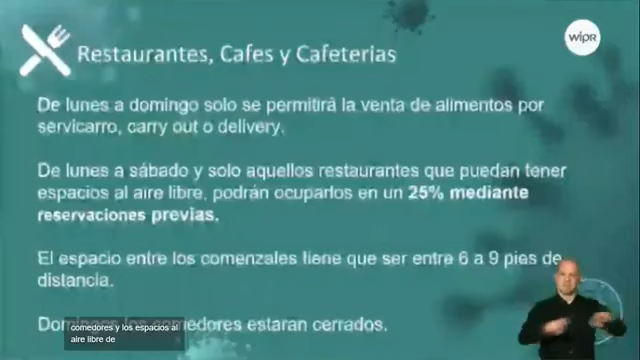 wipr
Restaurantes, Cafes y Cafeterias
De lunes a domingo solo se permitirá la venta de alimentos por
servicarro, carry out o delivery.
De lunes a sábado y solo aquellos restaurantes que puedan tener
espacios al aire libre, podrán ocuparlos en un 25% mediante
reservaciones previas.
El espacio entre los comenzales tiene que ser entre 6 a 9 pies de
distancia.
comedores estaran cerrados.
comedores y los espacios al
aire libre de